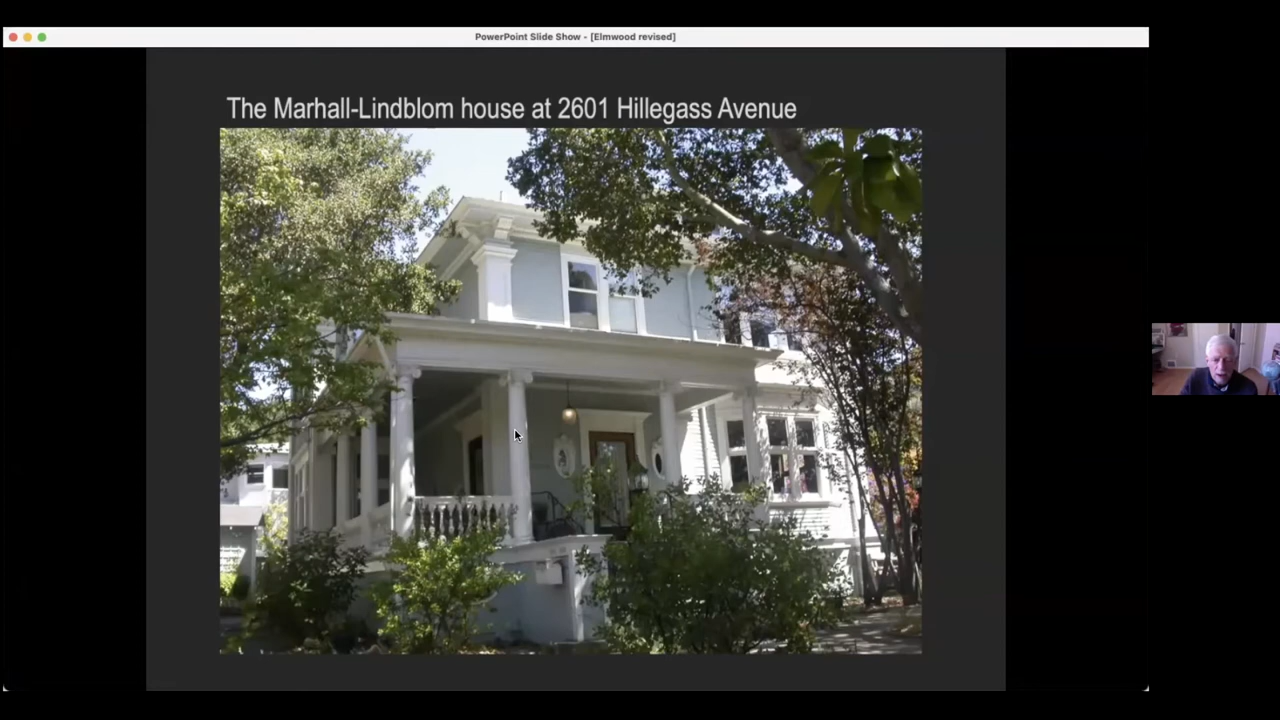 PowerPoint Slide Show - [Elmwood revised]
The Marhall-Lindblom house at 2601 Hillegass Avenue